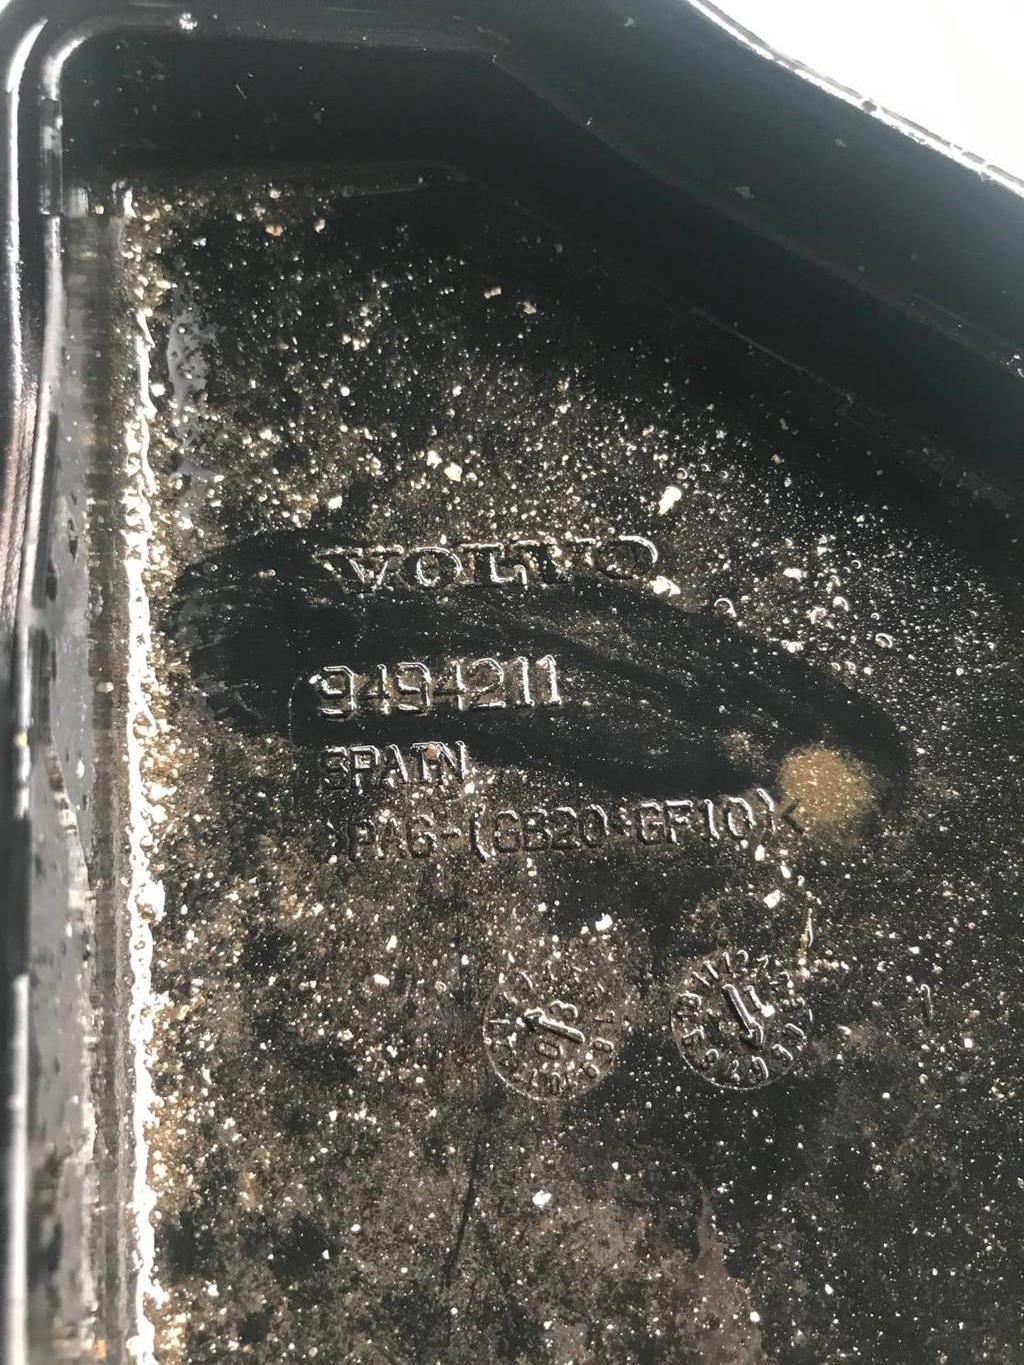 VOLVO
9494211
SPAIN
>PA6-(GB20+GF10)<